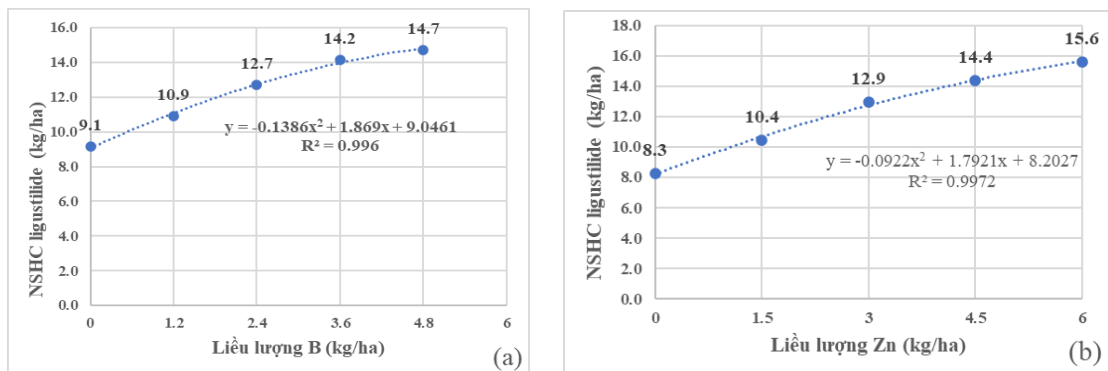 16.0
14.0
12.0
10.0
8.0
6.0
4.0
2.0
0.0
NSHC ligustilide (kg/ha)
9.1
10.9
12.7
14.2
14.7
y = -0.1386x² + 1.869x + 9.0461
R² = 0.996
0 1.2 2.4 3.6 4.8 6
Liều lượng B (kg/ha)
(a)
18.0
16.0
14.0
12.0
10.0
8.0
6.0
4.0
2.0
0.0
NSHC ligustilide (kg/ha)
8.3
10.4
12.9
14.4
15.6
y = -0.0922x² + 1.7921x + 8.2027
R² = 0.9972
0 1.5 3 4.5 6
Liều lượng Zn (kg/ha)
(b)